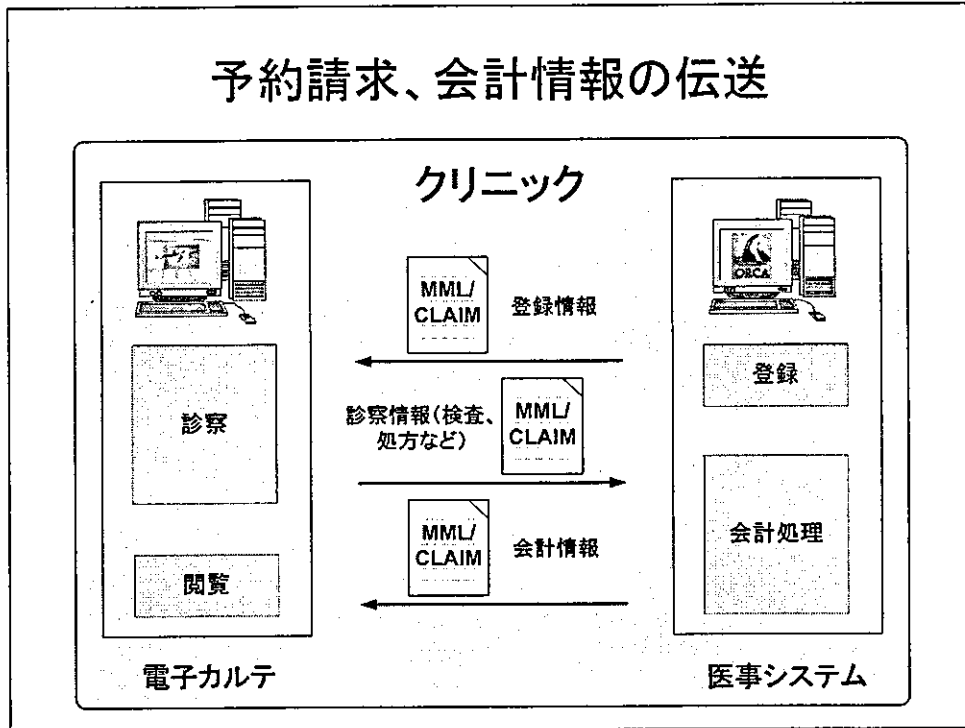 予約請求、会計情報の伝送
クリニック
ORCA
MML/
CLAIM
登録情報
登録
診察
診察情報(検査、
処方など)
MML/
CLAIM
MML/
CLAIM
会計情報
会計処理
閲覧
電子カルテ
医事システム